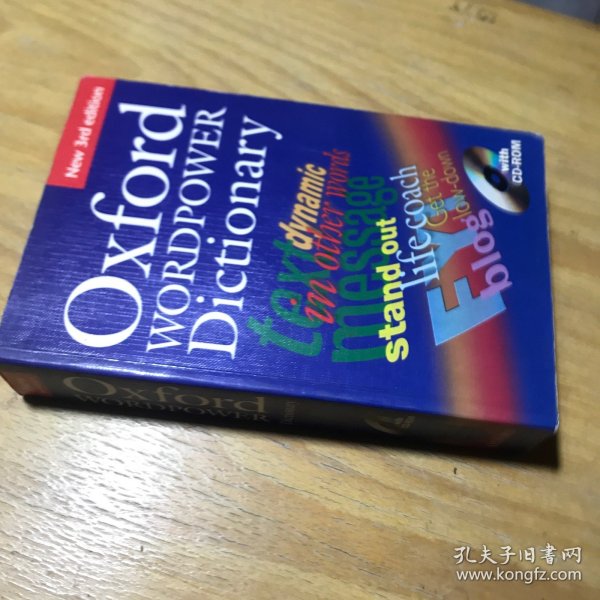 New 3rd edition
Oxford
WORDPOWER
Dictionary
text
dynamic
in other words
message
stand out
life coach
FYI
Get the
low-down
blog
with
CD-ROM
Oxford
WORDPOWER
孔夫子旧书网
www.kongfz.com